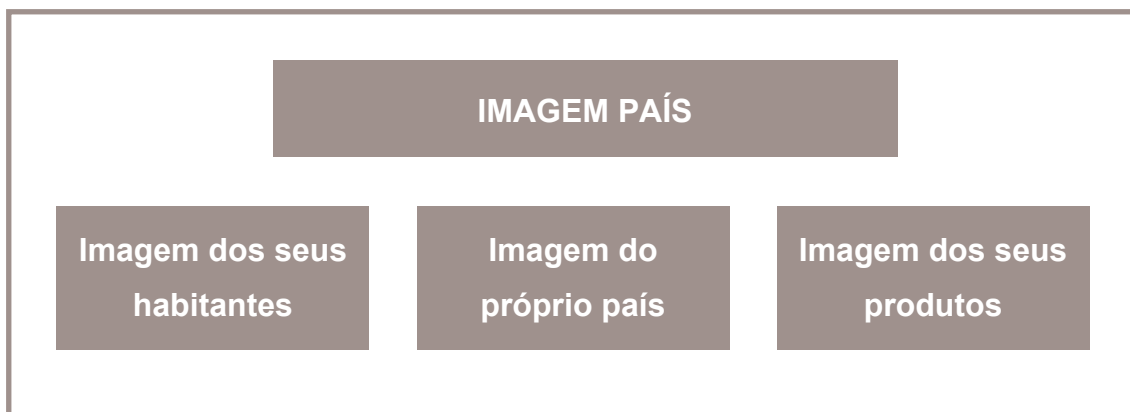 IMAGEM PAÍS
Imagem dos seus
habitantes
Imagem do
próprio país
Imagem dos seus
produtos